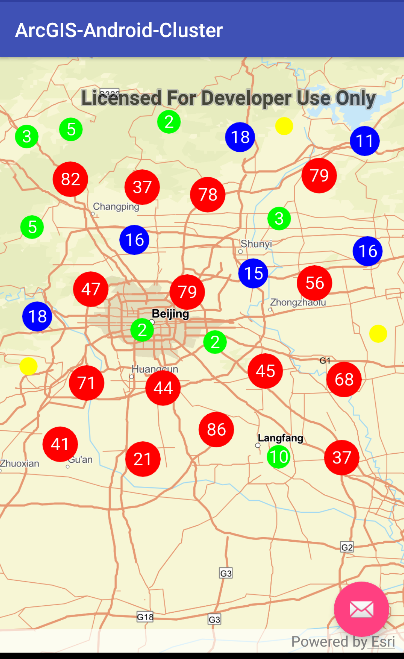 ArcGIS-Android-Cluster
Licensed For Developer Use Only
2
3
5
18
11
82
37
78
79
Changping
5
3
16
Shunyi
16
15
47
79
56
Zhongzhaofu
18
Beijing
2
2
G1
Huangcun
45
71
44
68
86
41
Langfang
Zhuoxian
Gu'an
21
10
37
G2
G3
G18
G3
Powered by Esri